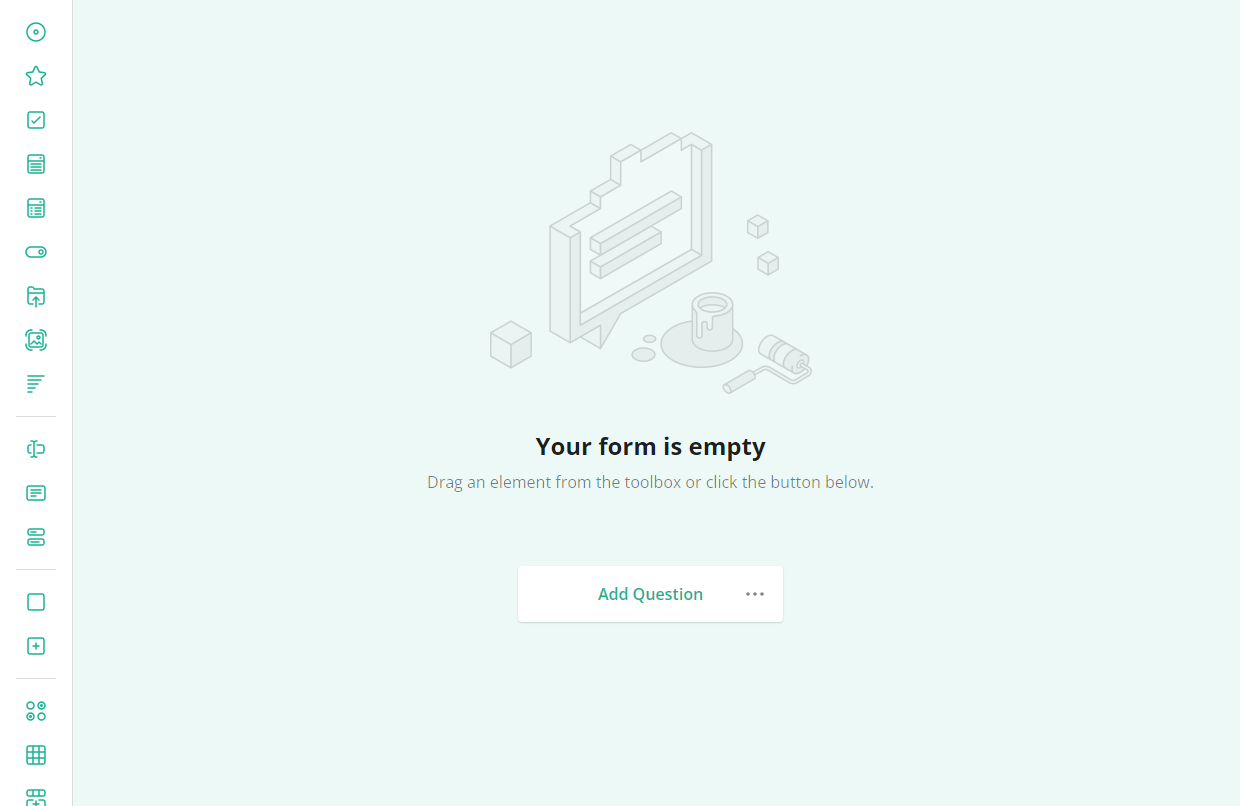 Your form is empty
Drag an element from the toolbox or click the button below.
Add Question